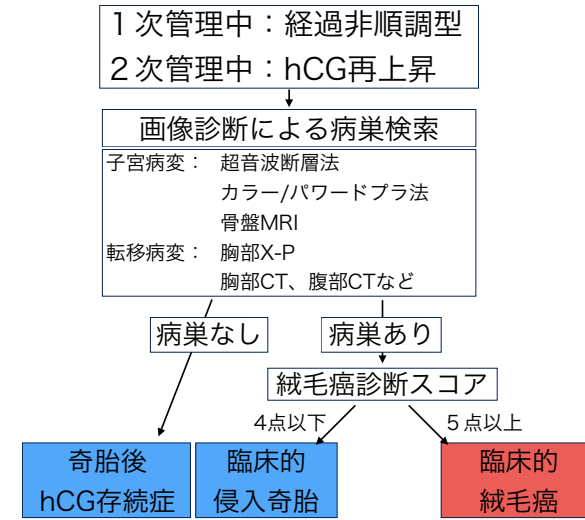 １次管理中：経過非順調型
２次管理中：hCG再上昇
画像診断による病巣検索
子宮病変： 超音波断層法
カラー/パワードプラ法
骨盤MRI
転移病変： 胸部X-P
胸部CT、腹部CTなど
病巣なし
病巣あり
絨毛癌診断スコア
4点以下
５点以上
奇胎後
hCG存続症
臨床的
侵入奇胎
臨床的
絨毛癌